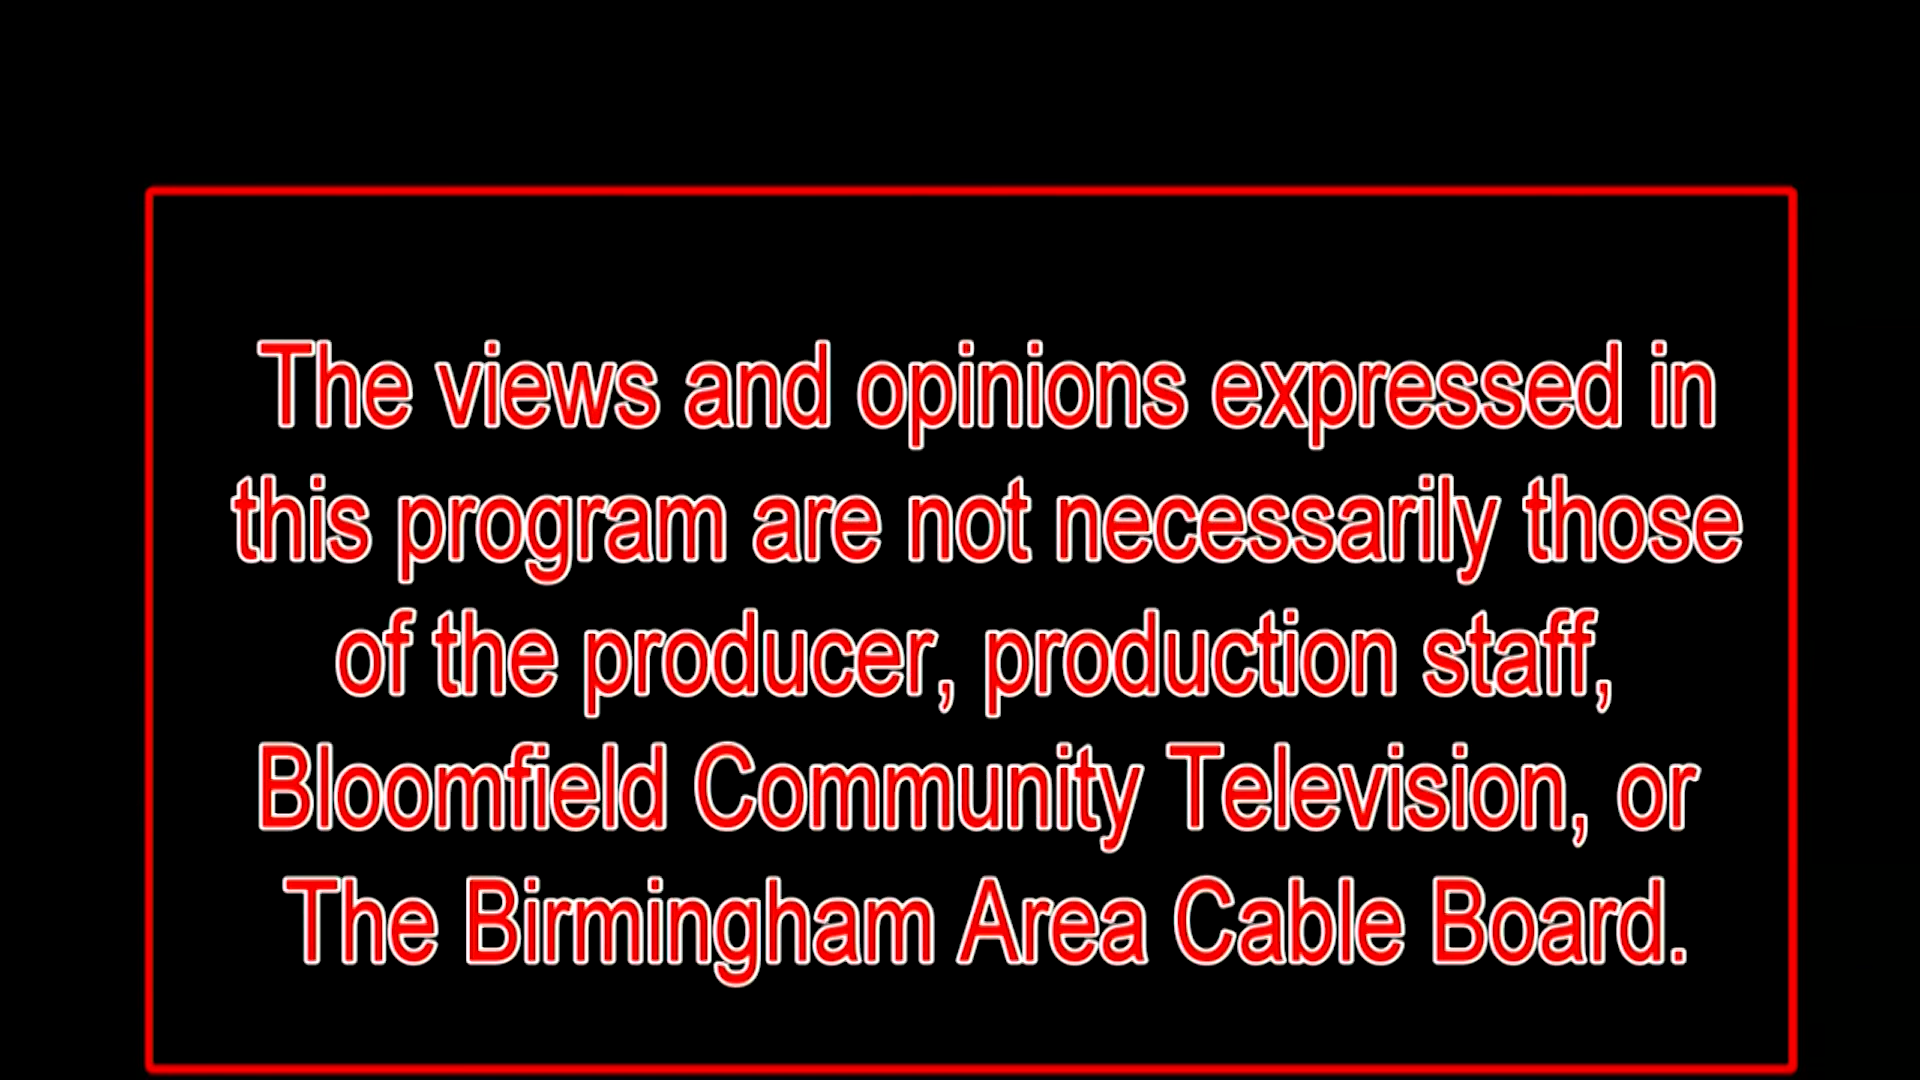 The views and opinions expressed in
this program are not necessarily those
of the producer, production staff,
Bloomfield Community Television, or
The Birmingham Area Cable Board.